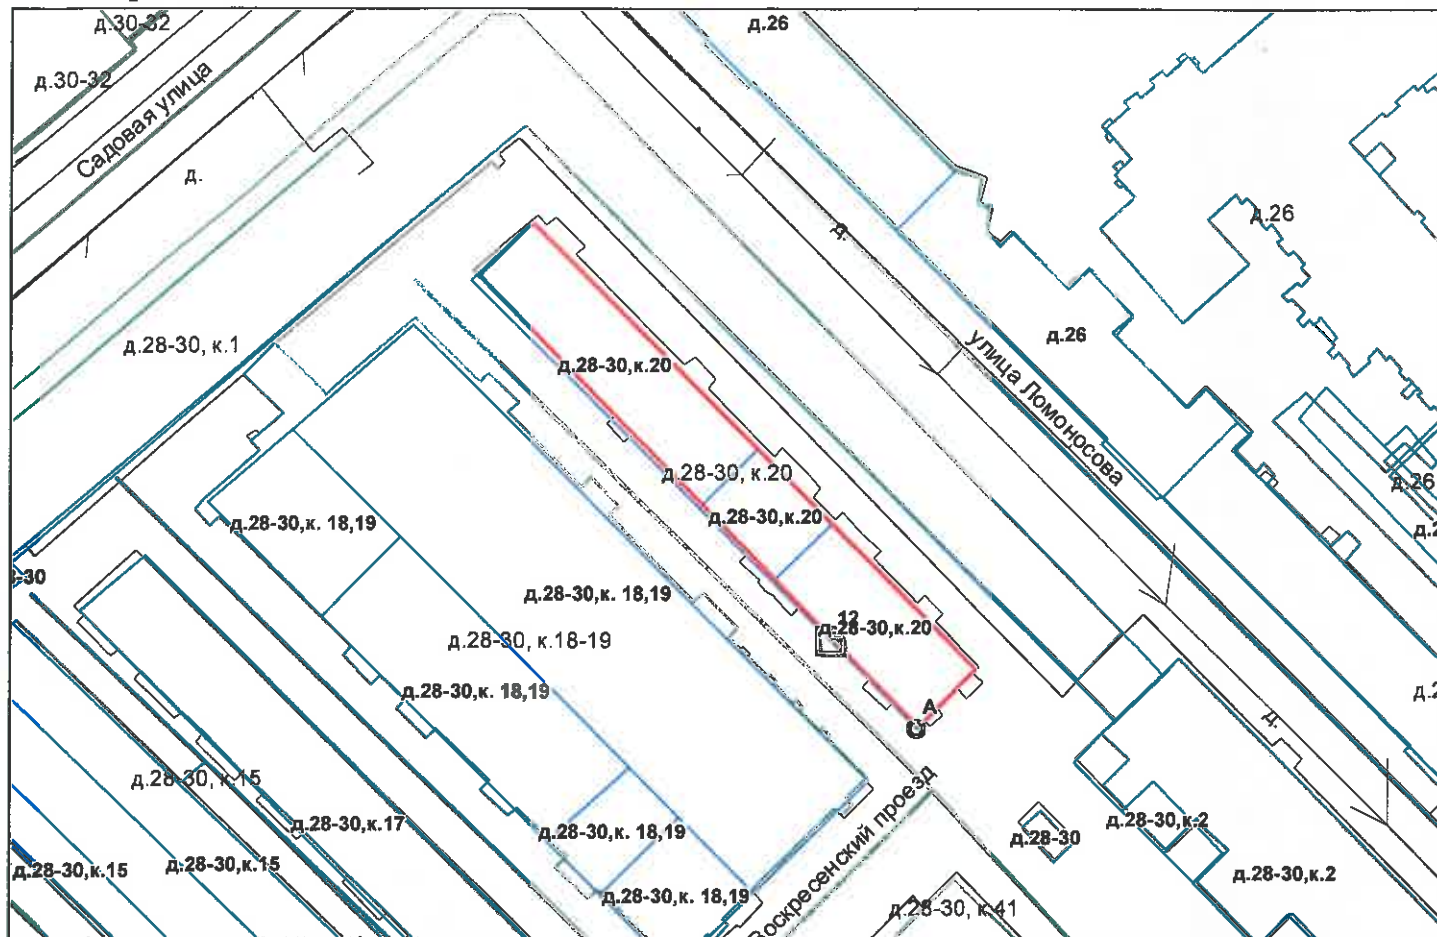 д.30-32
д.26
д.30-32
Садовая улица
д.
д.
д.26
д.26
улица Ломоносова
д.28-30, к.1
д.28-30,к.20
д.28-30, к.20
д.26
д.28-30,к.20
д.28-30,к. 18,19
д.28-30,к. 18,19
12
д.28-30,к.20
д.28-30, к.18-19
д.28-30,к. 18,19
А
д.
д.28-30, к.15
д.28-30,к.17
д.28-30,к. 18,19
Воскресенский проезд
д.28-30
д.28-30,к.2
д.28-30,к.15
д.28-30,к.15
д.28-30,к.2
д.28-30,к. 18,19
д.28-30, к.41